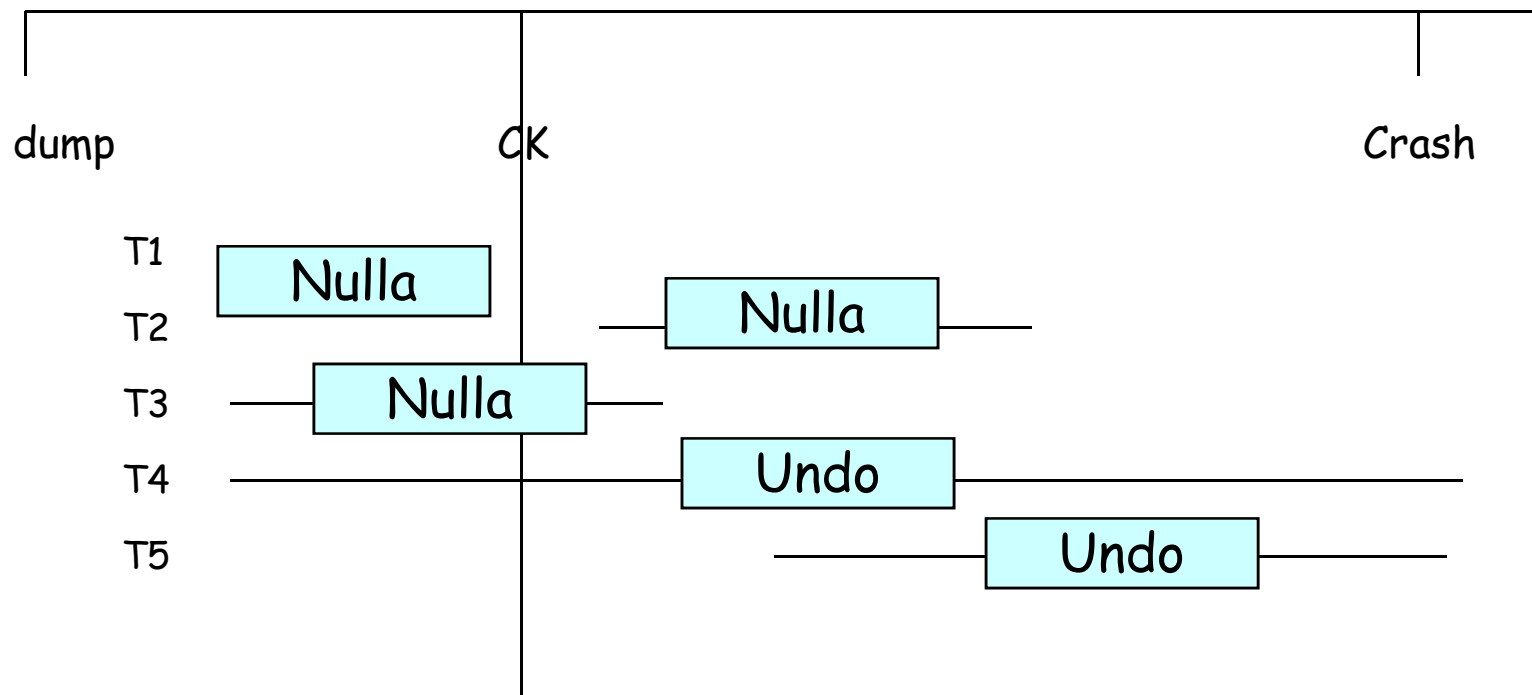 dump CK Crash
T1 Nulla
T2 Nulla
T3 Nulla
T4 Undo
T5 Undo